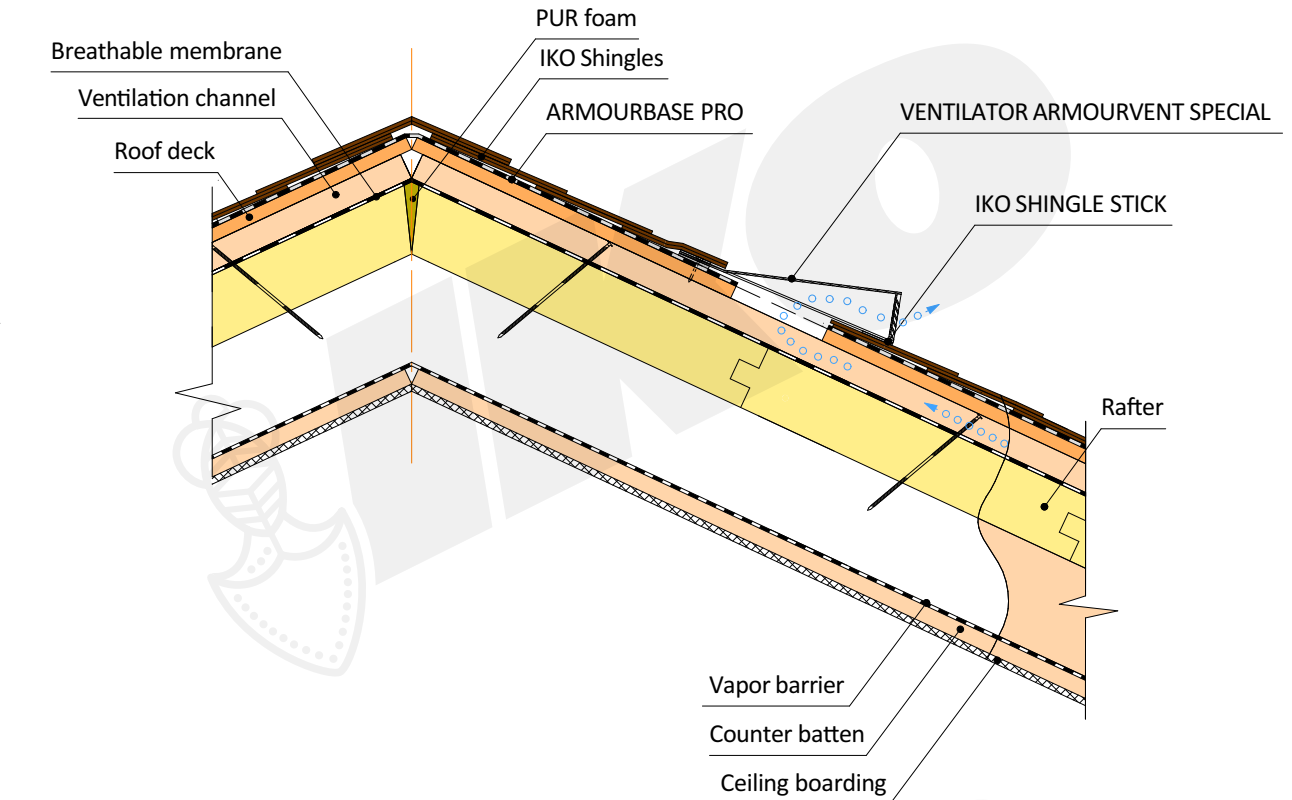 PUR foam
Breathable membrane
IKO Shingles
Ventilation channel
ARMOURBASE PRO
VENTILATOR ARMOURVENT SPECIAL
Roof deck
IKO SHINGLE STICK
Rafter
Vapor barrier
Counter batten
Ceiling boarding
IKO